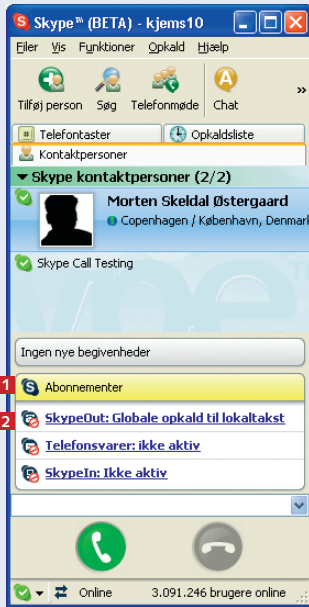 Skype™ (BETA) - kjems10
Filer Vis Funktioner Opkald Hjælp
Tilføj person Søg Telefonmøde Chat »
Telefontaster Opkaldsliste
Kontaktpersoner
Skype kontaktpersoner (2/2)
Morten Skeldal Østergaard
Copenhagen / København, Denmark
Skype Call Testing
Ingen nye begivenheder
1 Abonnementer
2 SkypeOut: Globale opkald til lokaltakst
Telefonsvarer: ikke aktiv
SkypeIn: Ikke aktiv
Online 3.091.246 brugere online